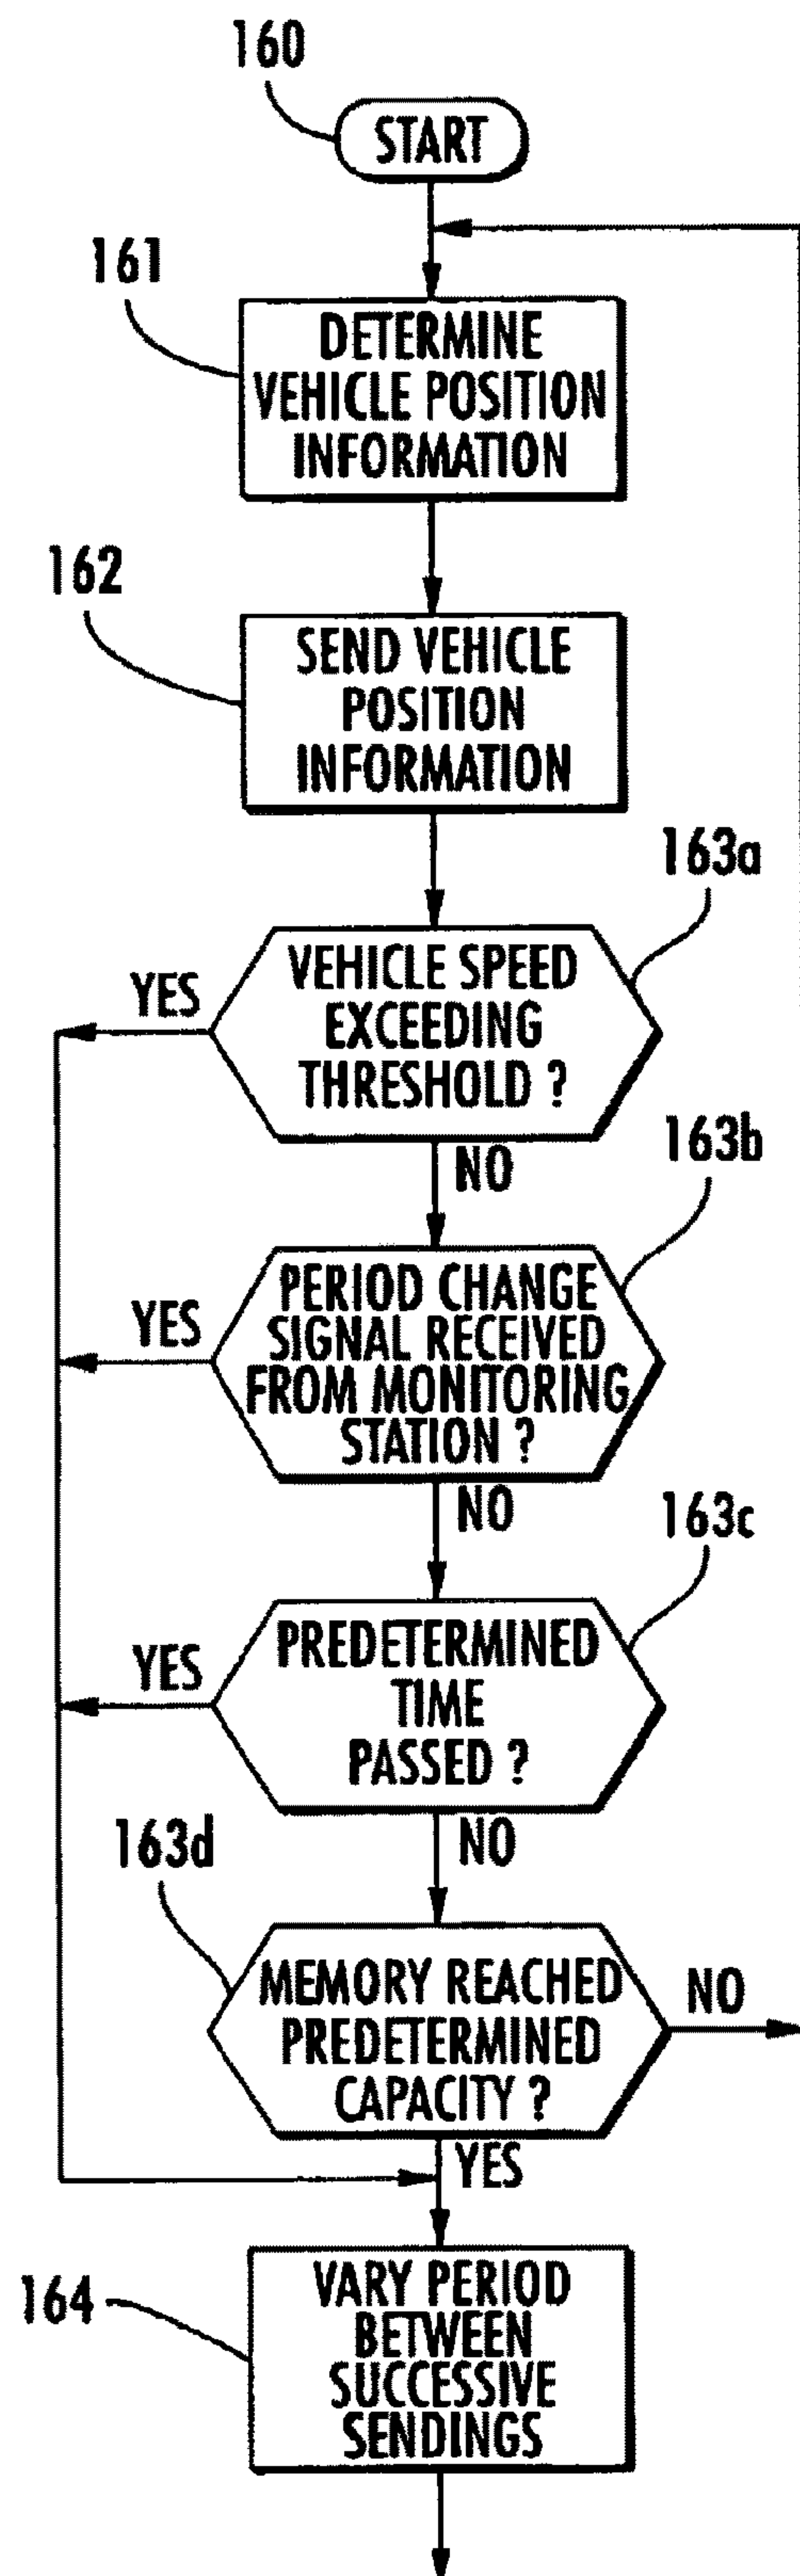 160
START
161
DETERMINE
VEHICLE POSITION
INFORMATION
162
SEND VEHICLE
POSITION
INFORMATION
163a
VEHICLE SPEED
EXCEEDING
THRESHOLD ?
YES
NO
163b
PERIOD CHANGE
SIGNAL RECEIVED
FROM MONITORING
STATION ?
YES
NO
163c
PREDETERMINED
TIME
PASSED ?
YES
NO
163d
MEMORY REACHED
PREDETERMINED
CAPACITY ?
NO
YES
164
VARY PERIOD
BETWEEN
SUCCESSIVE
SENDINGS